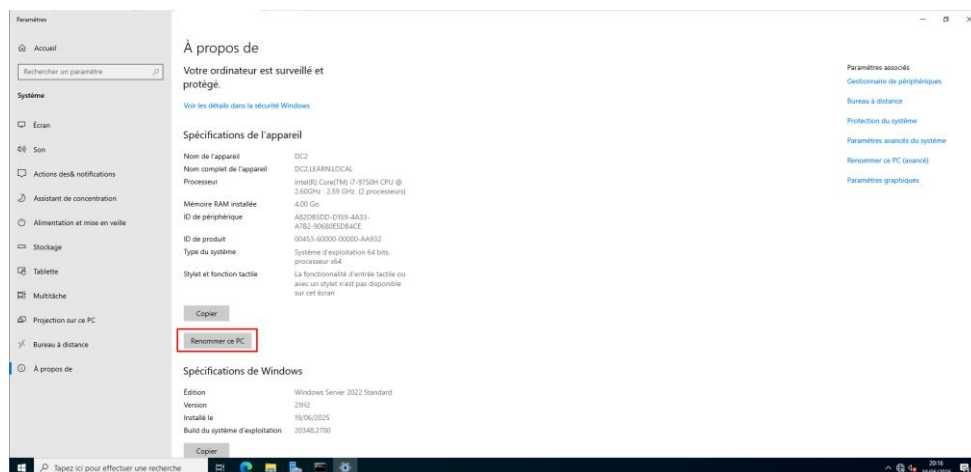 Paramètres
Accueil
Rechercher un paramètre
Système
Écran
Son
Actions des& notifications
Assistant de concentration
Alimentation et mise en veille
Stockage
Tablette
Multitâche
Projection sur ce PC
Bureau à distance
À propos de
À propos de
Votre ordinateur est surveillé et
protégé.
Voir les détails dans la sécurité Windows
Spécifications de l'appareil
Nom de l'appareil DC2
Nom complet de l'appareil DC2.LEARN.LOCAL
Processeur Intel(R) Core(TM) i7-9750H CPU @
2.60GHz 2.59 GHz (2 processeurs)
Mémoire RAM installée 4,00 Go
ID de périphérique
ID de produit 00453-60000-00000-AA932
Type du système Système d'exploitation 64 bits,
processeur x64
Stylet et fonction tactile La fonctionnalité d'entrée tactile ou
avec un stylet n'est pas disponible
sur cet écran
Copier
Renommer ce PC
Spécifications de Windows
Édition Windows Server 2022 Standard
Version 21H2
Installé le 19/06/2025
Build du système d'exploitation 20348.2700
Copier
Paramètres associés
Gestionnaire de périphériques
Bureau à distance
Protection du système
Paramètres avancés du système
Renommer ce PC (avancé)
Paramètres graphiques
Tapez ici pour effectuer une recherche
20:16